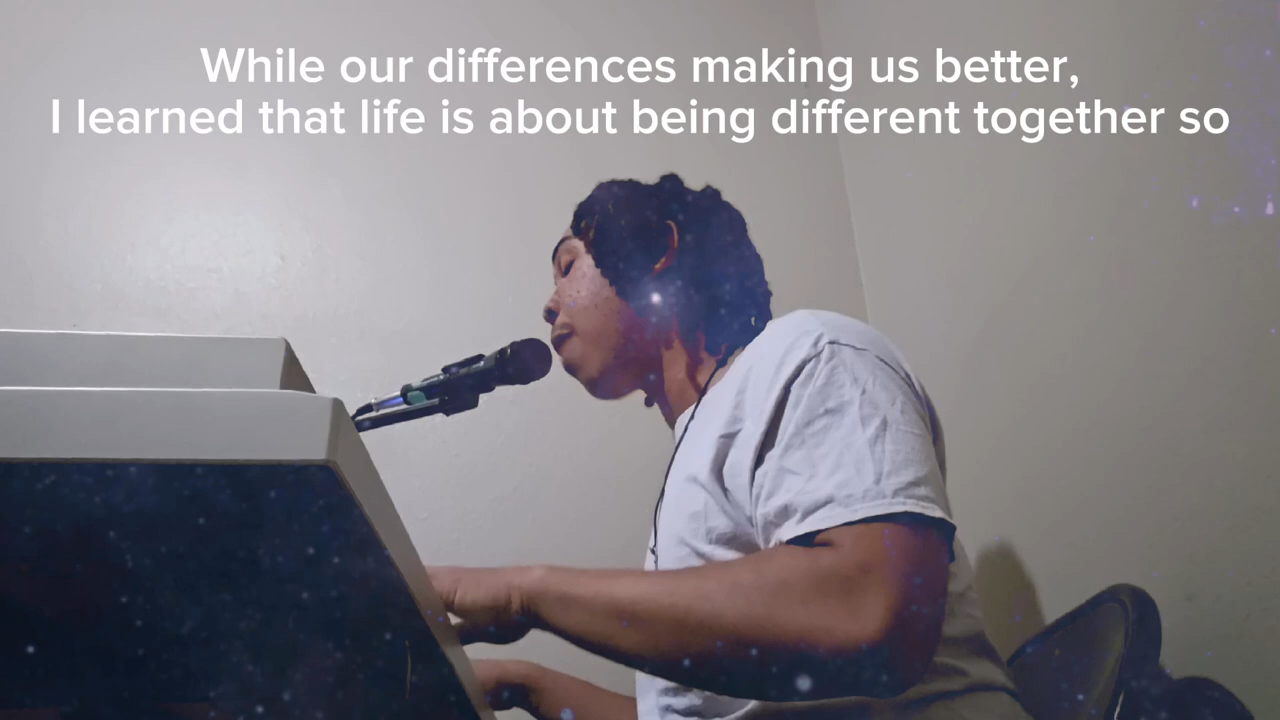 While our differences making us better,
I learned that life is about being different together so